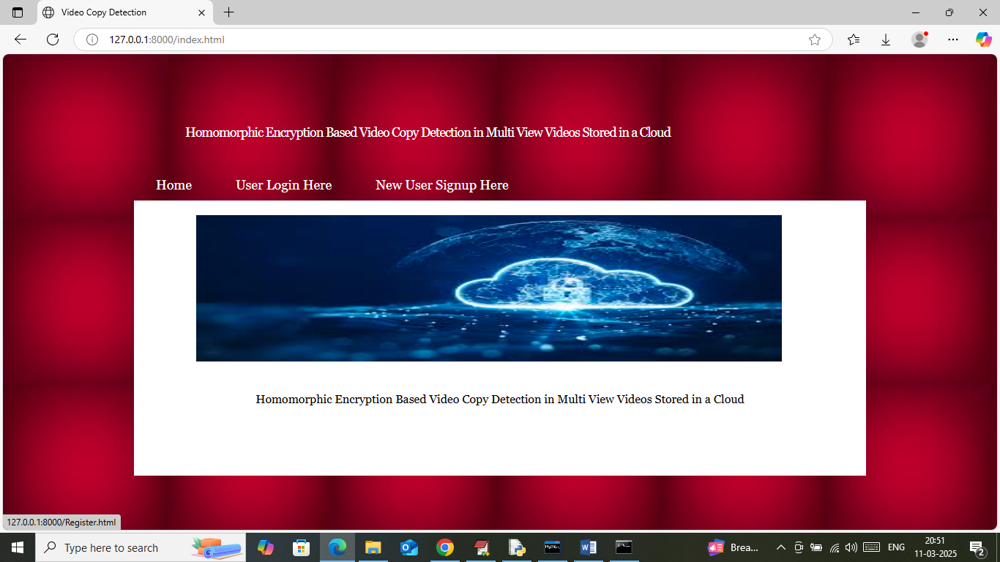 Video Copy Detection
127.0.0.1:8000/index.html
Homomorphic Encryption Based Video Copy Detection in Multi View Videos Stored in a Cloud
Home User Login Here New User Signup Here
Homomorphic Encryption Based Video Copy Detection in Multi View Videos Stored in a Cloud
127.0.0.1:8000/Register.html
Type here to search
Brea...
ENG
20:51
11-03-2025
2